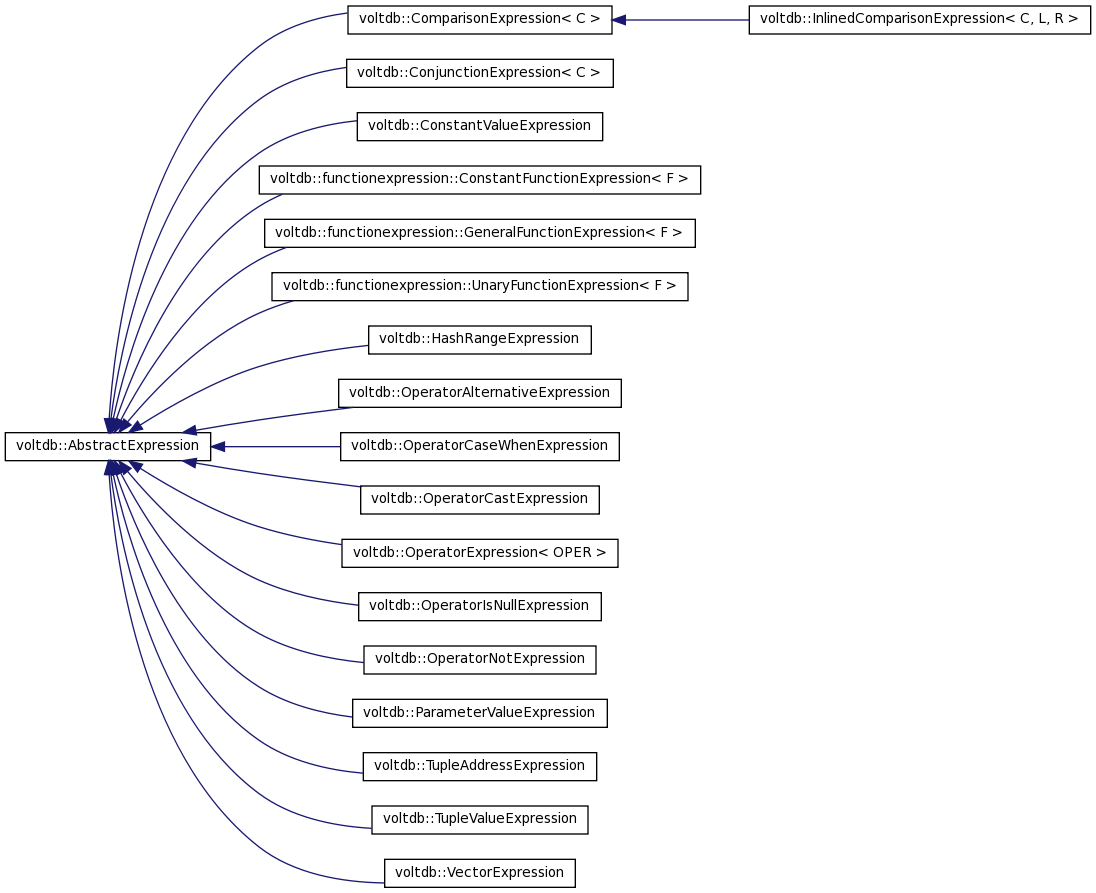 voltdb::ComparisonExpression< C >
voltdb::InlinedComparisonExpression< C, L, R >
voltdb::ConjunctionExpression< C >
voltdb::ConstantValueExpression
voltdb::functionexpression::ConstantFunctionExpression< F >
voltdb::functionexpression::GeneralFunctionExpression< F >
voltdb::functionexpression::UnaryFunctionExpression< F >
voltdb::HashRangeExpression
voltdb::OperatorAlternativeExpression
voltdb::AbstractExpression
voltdb::OperatorCaseWhenExpression
voltdb::OperatorCastExpression
voltdb::OperatorExpression< OPER >
voltdb::OperatorIsNullExpression
voltdb::OperatorNotExpression
voltdb::ParameterValueExpression
voltdb::TupleAddressExpression
voltdb::TupleValueExpression
voltdb::VectorExpression